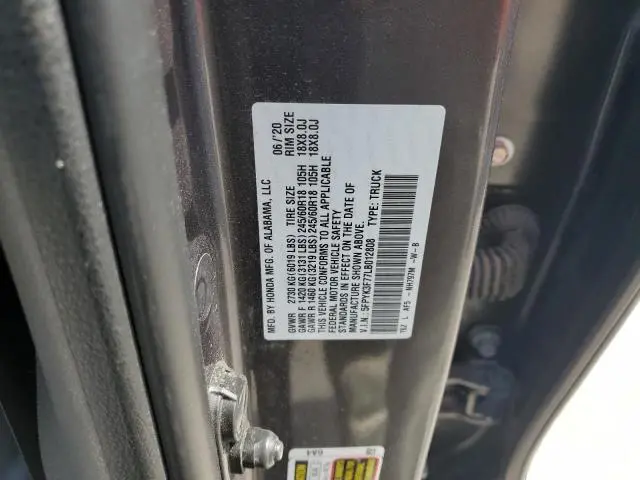 MFD. BY HONDA MFG. OF ALABAMA, LLC 06/'20
GVWR 2730 KG(6019 LBS) TIRE SIZE RIM SIZE
GAWR F 1420 KG(3131 LBS) 245/60R18 105H 18X8.0J
GAWR R 1460 KG(3219 LBS) 245/60R18 105H 18X8.0J
THIS VEHICLE CONFORMS TO ALL APPLICABLE
FEDERAL MOTOR VEHICLE SAFETY
STANDARDS IN EFFECT ON THE DATE OF
MANUFACTURE SHOWN ABOVE.
V.I.N. 5FPYK3F77LB012808 TYPE: TRUCK
T6Z L AF5 - NH797M -W-B